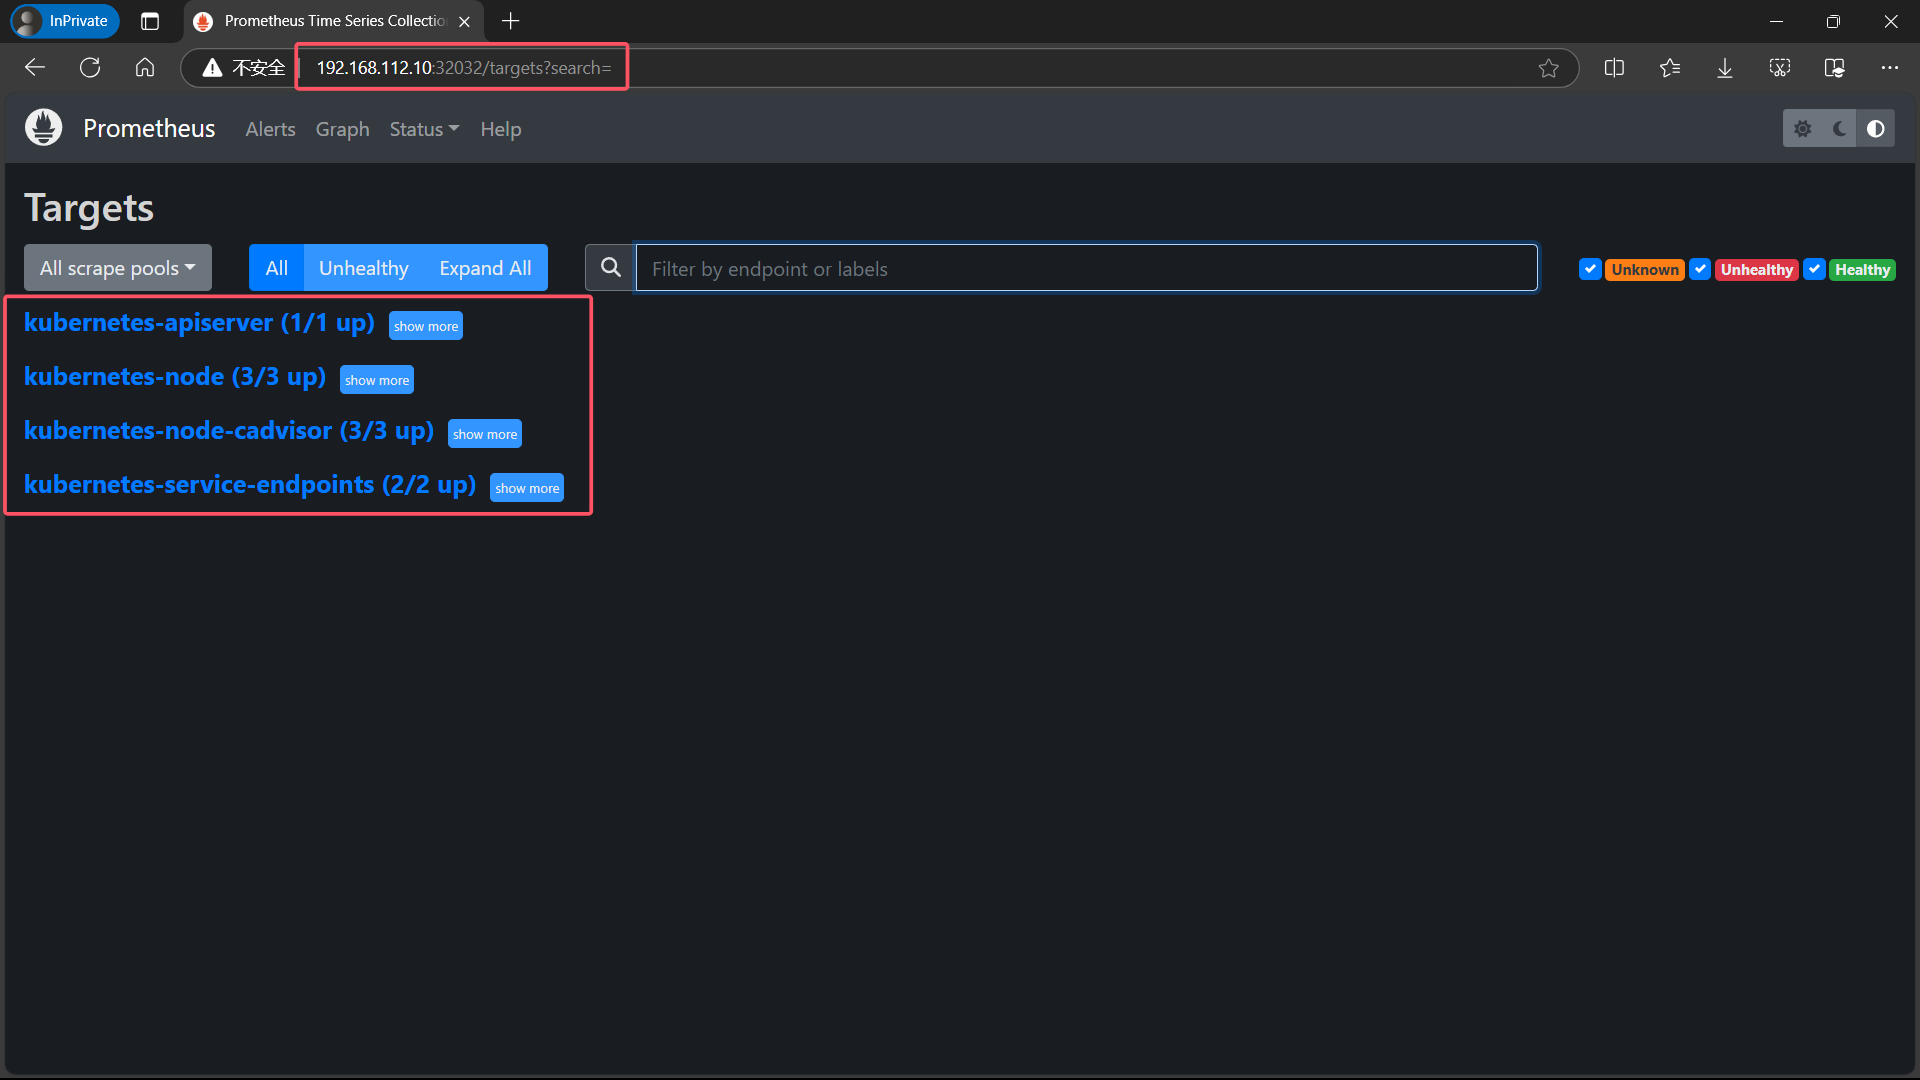 InPrivate
Prometheus Time Series Collectio
不安全
192.168.112.10:32032/targets?search=
Prometheus Alerts Graph Status Help
Targets
All scrape pools All Unhealthy Expand All Filter by endpoint or labels Unknown Unhealthy Healthy
kubernetes-apiserver (1/1 up) show more
kubernetes-node (3/3 up) show more
kubernetes-node-cadvisor (3/3 up) show more
kubernetes-service-endpoints (2/2 up) show more